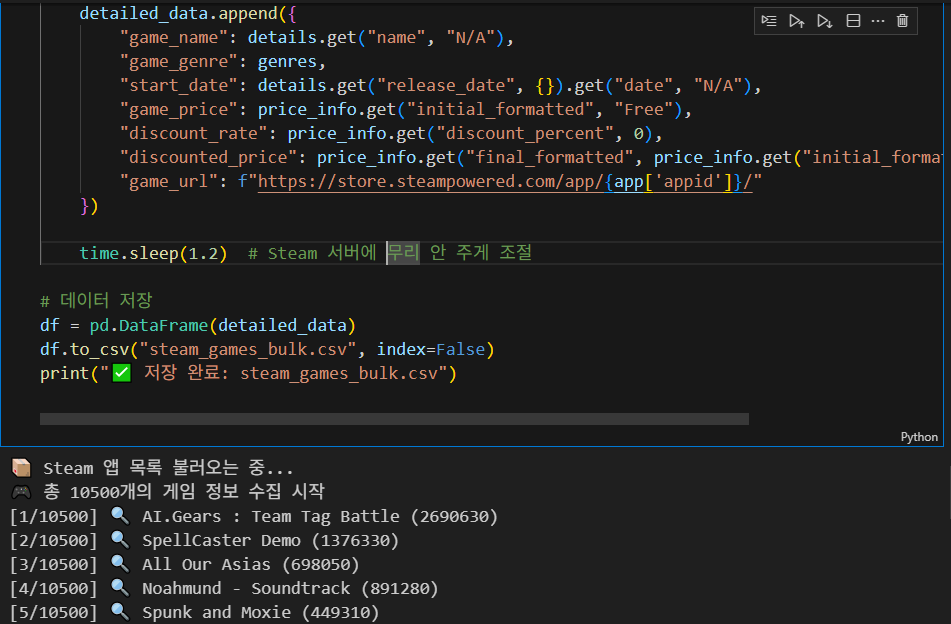 detailed_data.append({
"game_name": details.get("name", "N/A"),
"game_genre": genres,
"start_date": details.get("release_date", {}).get("date", "N/A"),
"game_price": price_info.get("initial_formatted", "Free"),
"discount_rate": price_info.get("discount_percent", 0),
"discounted_price": price_info.get("final_formatted", price_info.get("initial_format
"game_url": f"https://store.steampowered.com/app/{app['appid']}/"
})
time.sleep(1.2)  # Steam 서버에 무리 안 주게 조절
# 데이터 저장
df = pd.DataFrame(detailed_data)
df.to_csv("steam_games_bulk.csv", index=False)
print("✅ 저장 완료: steam_games_bulk.csv")
Python
📦 Steam 앱 목록 불러오는 중...
🎮 총 10500개의 게임 정보 수집 시작
[1/10500] 🔍 AI.Gears : Team Tag Battle (2690630)
[2/10500] 🔍 SpellCaster Demo (1376330)
[3/10500] 🔍 All Our Asias (698050)
[4/10500] 🔍 Noahmund - Soundtrack (891280)
[5/10500] 🔍 Spunk and Moxie (449310)